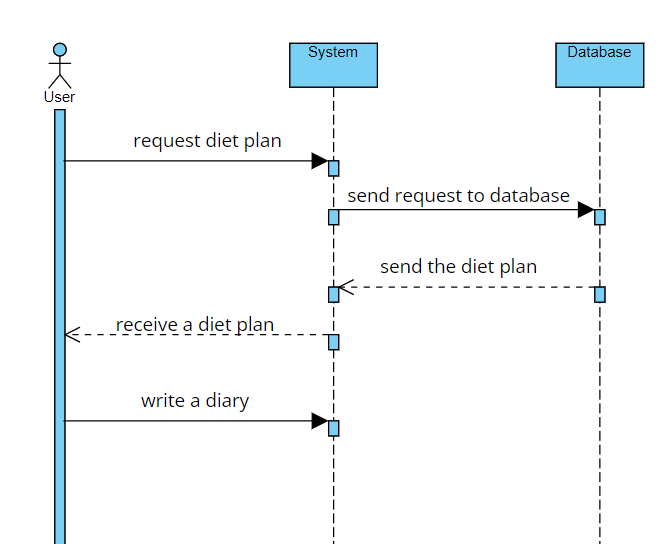 System
Database
User
request diet plan
send request to database
send the diet plan
receive a diet plan
write a diary